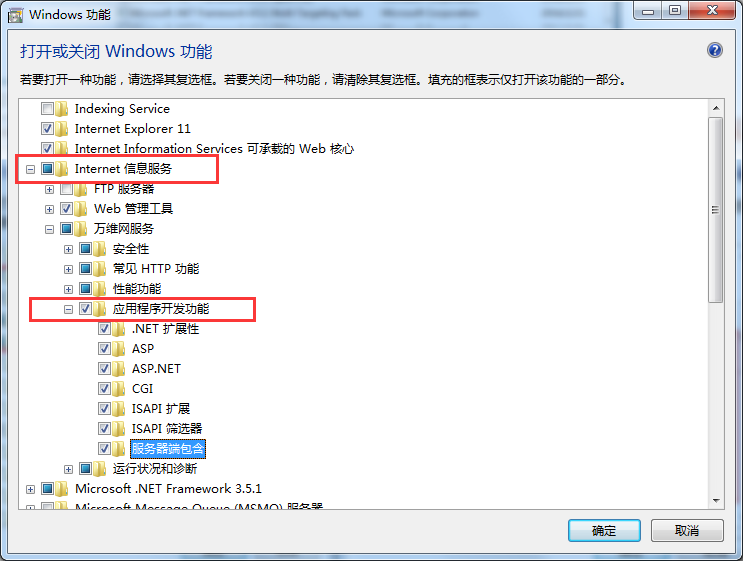 Windows 功能
打开或关闭 Windows 功能
若要打开一种功能，请选择其复选框。若要关闭一种功能，请清除其复选框。填充的框表示仅打开该功能的一部分。
Indexing Service
Internet Explorer 11
Internet Information Services 可承载的 Web 核心
Internet 信息服务
FTP 服务器
Web 管理工具
万维网服务
安全性
常见 HTTP 功能
性能功能
应用程序开发功能
.NET 扩展性
ASP
ASP.NET
CGI
ISAPI 扩展
ISAPI 筛选器
服务器端包含
运行状况和诊断
Microsoft .NET Framework 3.5.1
Microsoft Message Queue (MSMQ) 服务器
确定
取消